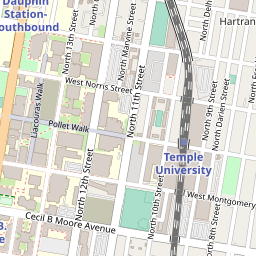 Dauphin
Station-
outhbound
North 13th Street
North Marvine Street
Hartran
North 11th Street
West Norris Street
Llacouras Walk
Pollet Walk
North 9th Street
North Darien Street
Temple
University
North 12th Street
West Montgomery
B.
e
Cecil B Moore Avenue
North 10th Street
North 8th Street